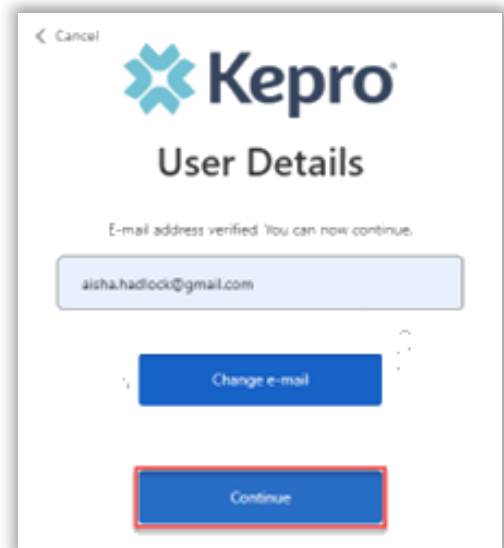 Cancel
Kepro
User Details
E-mail address verified. You can now continue.
aisha.hadlock@gmail.com
Change e-mail
Continue